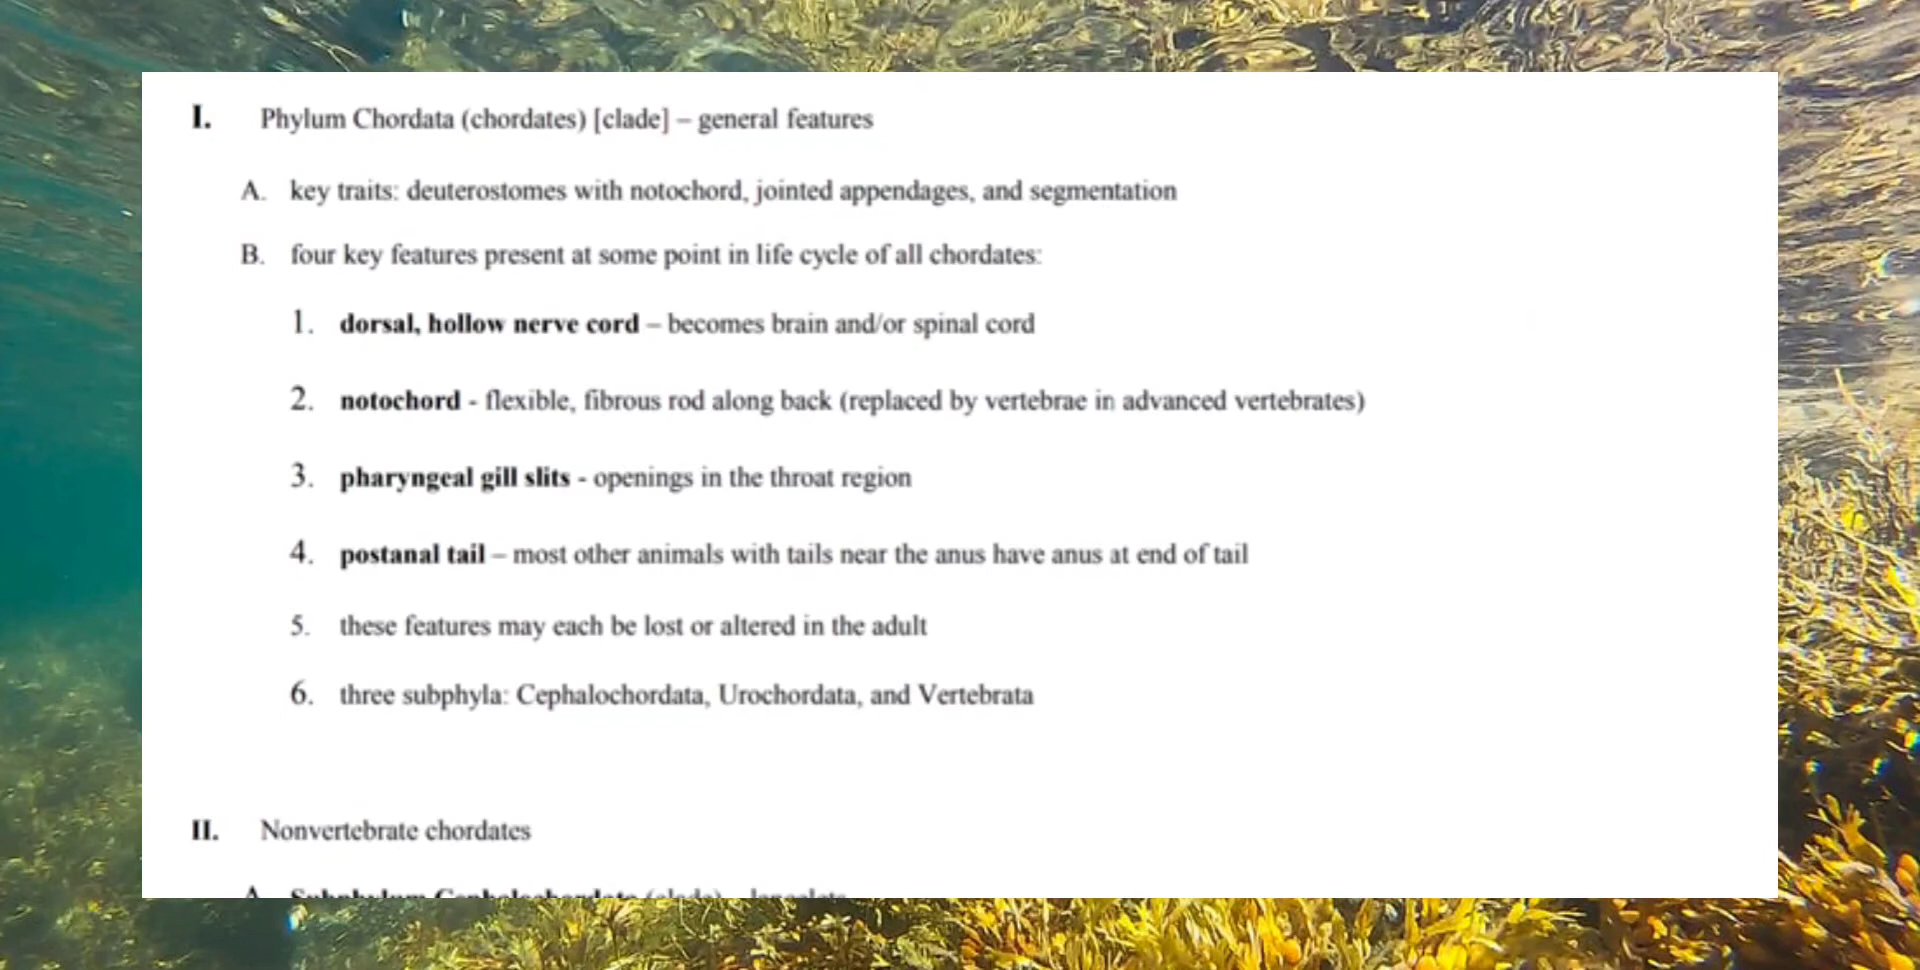 I. Phylum Chordata (chordates) [clade] – general features
A. key traits: deuterostomes with notochord, jointed appendages, and segmentation
B. four key features present at some point in life cycle of all chordates:
1. dorsal, hollow nerve cord – becomes brain and/or spinal cord
2. notochord - flexible, fibrous rod along back (replaced by vertebrae in advanced vertebrates)
3. pharyngeal gill slits - openings in the throat region
4. postanal tail – most other animals with tails near the anus have anus at end of tail
5. these features may each be lost or altered in the adult
6. three subphyla: Cephalochordata, Urochordata, and Vertebrata
II. Nonvertebrate chordates
A. Subphylum Cephalochordata (clade)